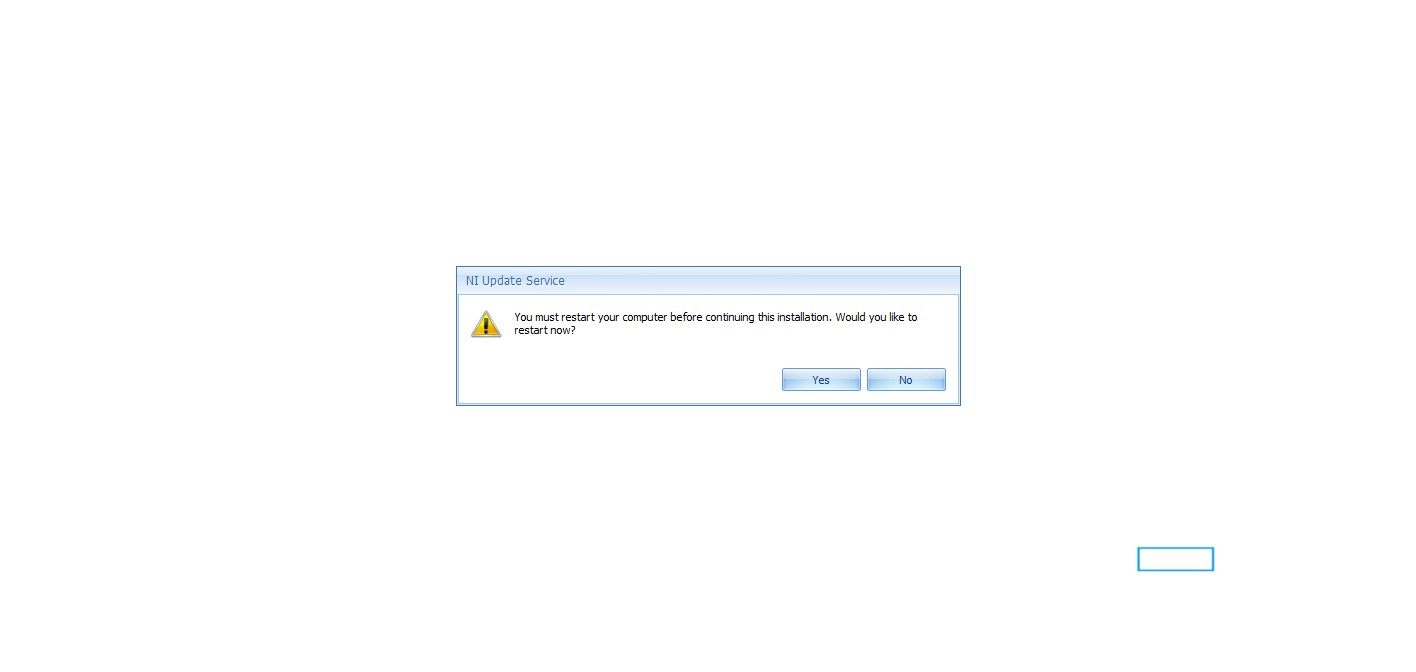 NI Update Service
You must restart your computer before continuing this installation. Would you like to
restart now?
Yes No